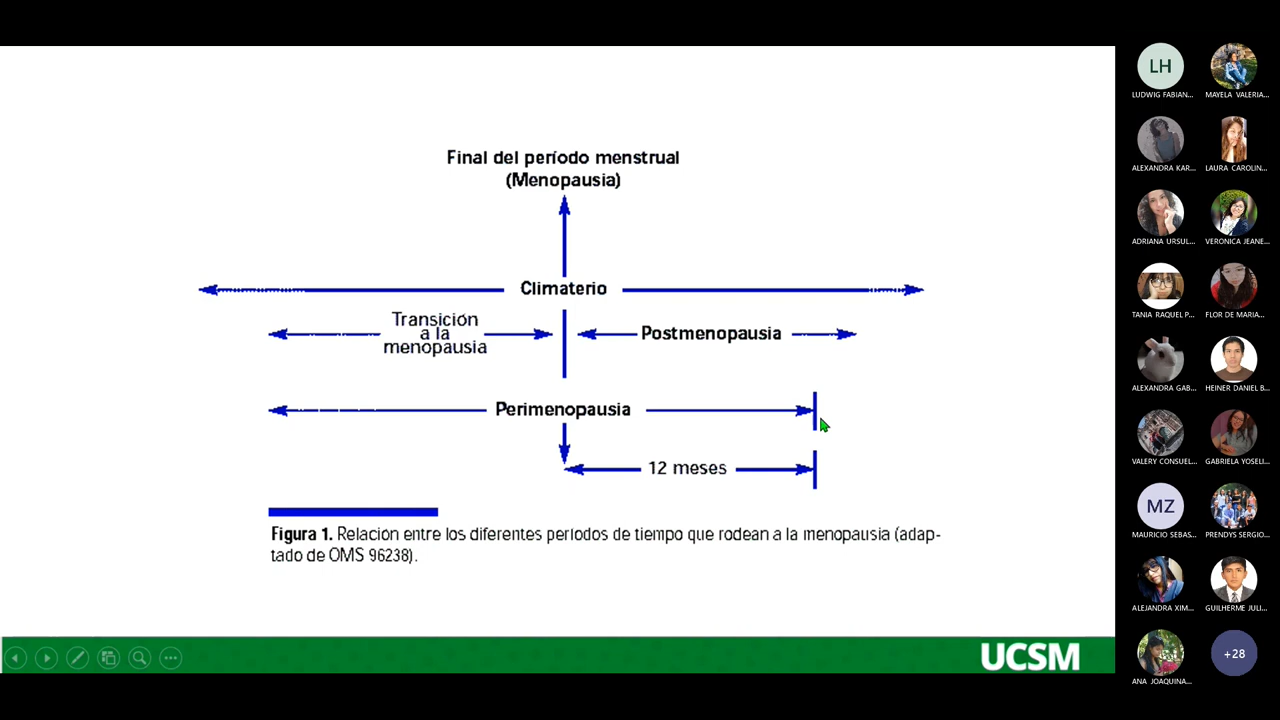 Final del período menstrual
(Menopausia)
Climaterio
Transición
a la
menopausia
Postmenopausia
Perimenopausia
12 meses
Figura 1. Relacion entre los diferentes períodos de tiempo que rodean a la menopausia (adap-
tado de OMS 96238).
UCSM
LH
LUDWIG FABIAN...
MAYELA VALERIA...
ALEXANDRA KAR...
LAURA CAROLIN...
ADRIANA URSUL...
VERONICA JEANE...
TANIA RAQUEL P...
FLOR DE MARIA...
ALEXANDRA GAB...
HEINER DANIEL B...
VALERY CONSUEL...
GABRIELA YOSELI...
MZ
MAURICIO SEBAS...
PRENDYS SERGIO...
ALEJANDRA XIM...
GUILHERME JULI...
ANA JOAQUINA...
+28